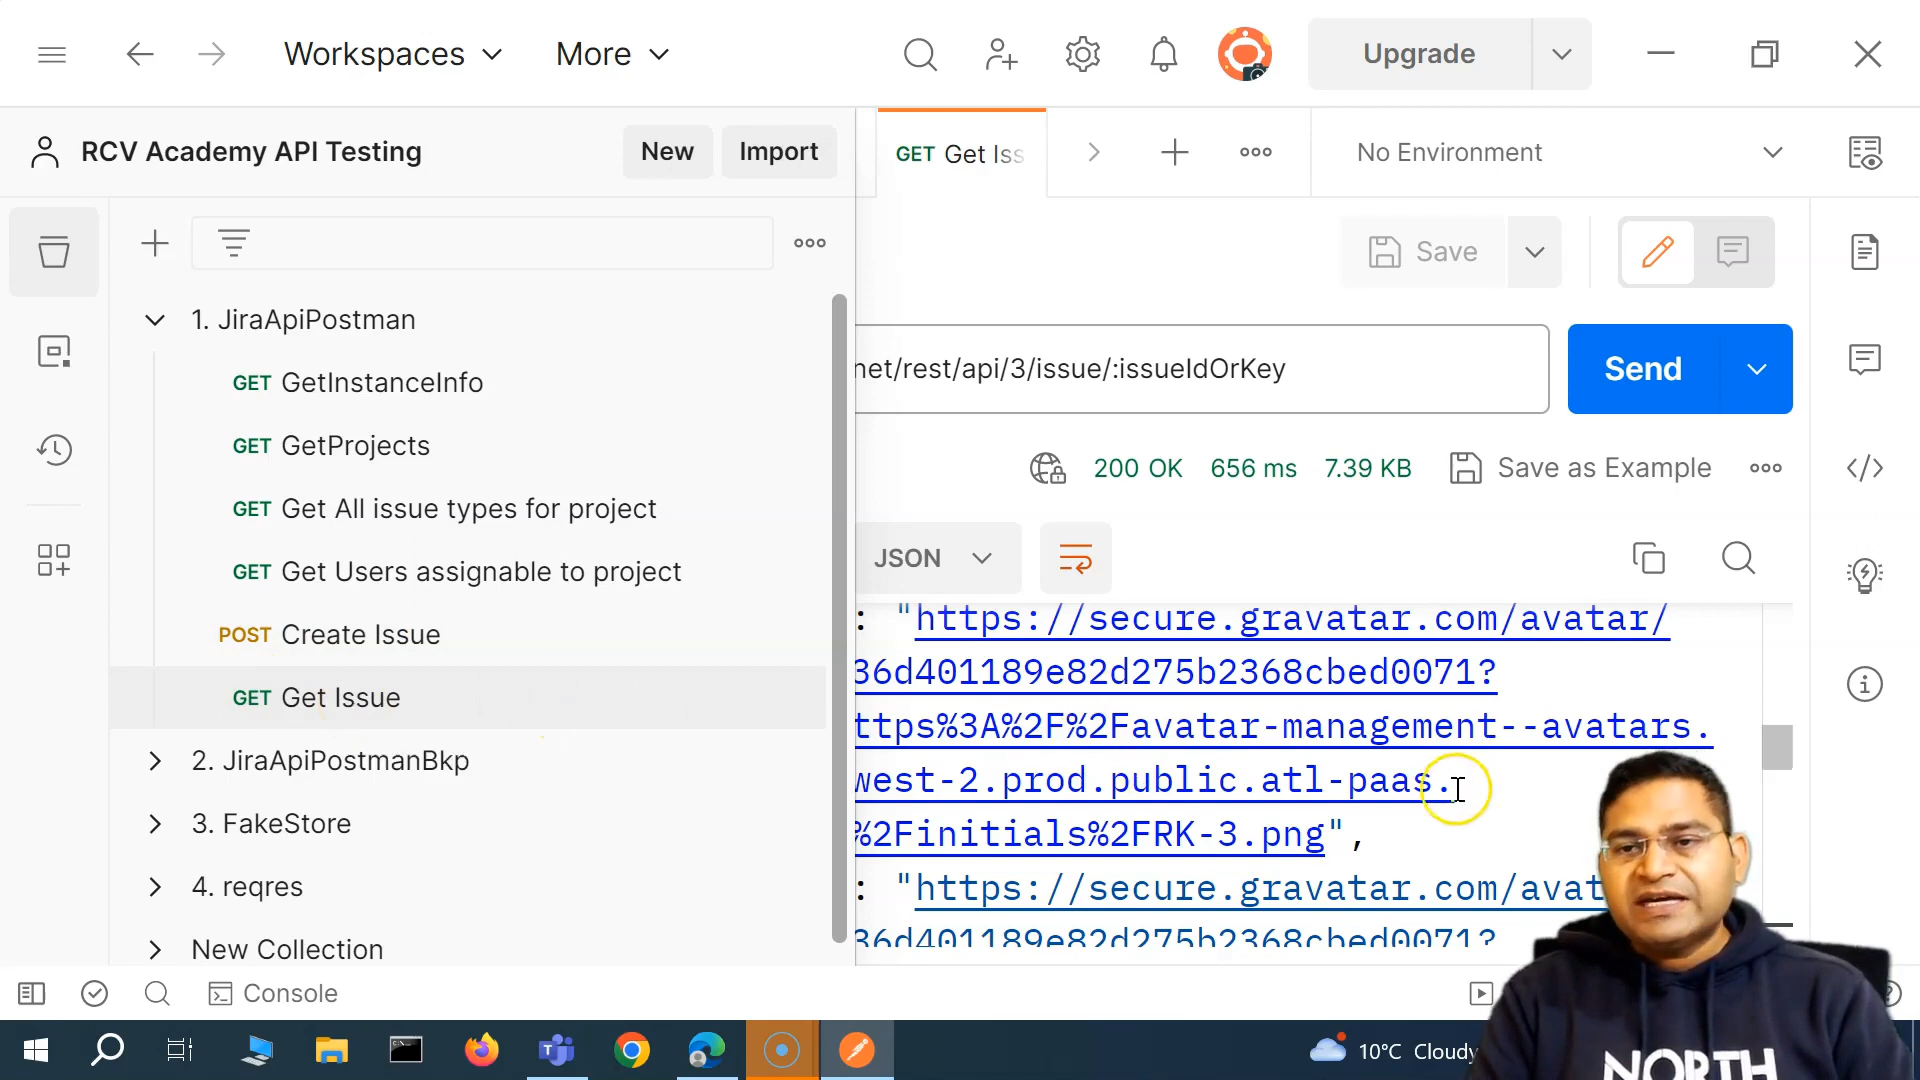 Workspaces
More
Upgrade
RCV Academy API Testing
New
Import
GET Get Iss
No Environment
Save
1. JiraApiPostman
net/rest/api/3/issue/:issueIdOrKey
Send
GET GetInstanceInfo
GET GetProjects
200 OK 656 ms 7.39 KB Save as Example
GET Get All issue types for project
JSON
GET Get Users assignable to project
POST Create Issue
GET Get Issue
2. JiraApiPostmanBkp
3. FakeStore
4. reqres
New Collection
: "https://secure.gravatar.com/avatar/
36d401189e82d275b2368cbed0071?
ttps%3A%2F%2Favatar-management--avatars.
west-2.prod.public.atl-paas.
%2Finitials%2FRK-3.png",
: "https://secure.gravatar.com/avat
36d401189e82d275b2368cbed0071?
Console
10°C Cloudy
NORTH